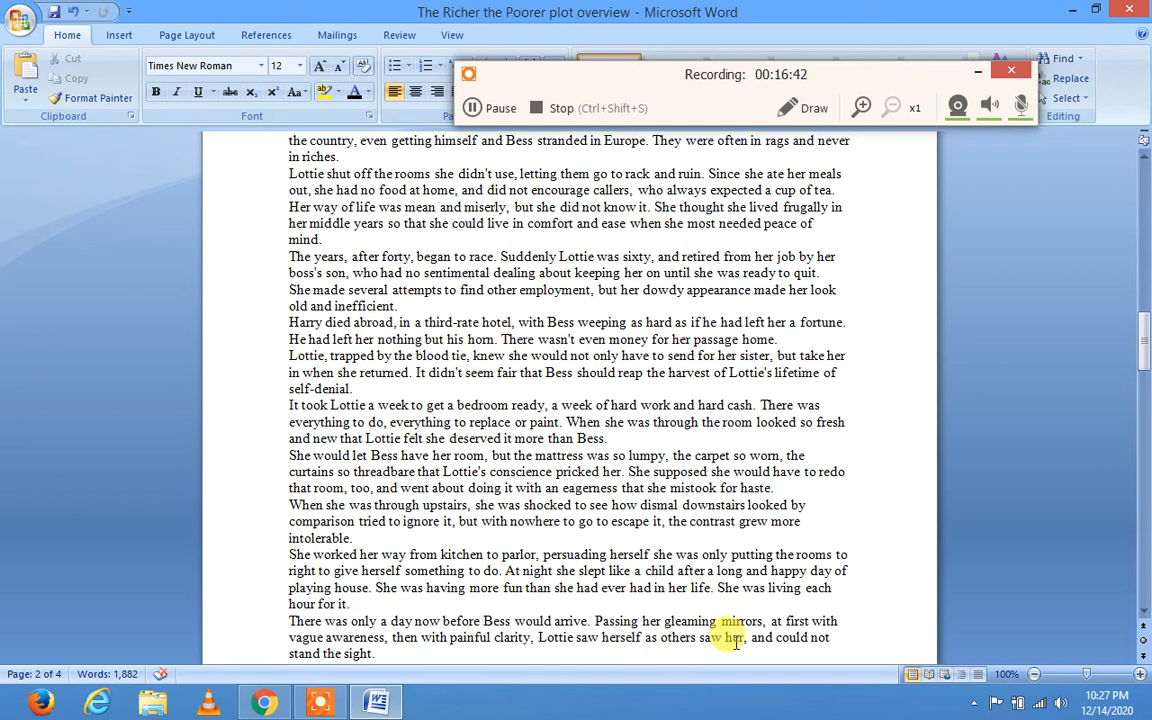 The Richer the Poorer plot overview - Microsoft Word
Home Insert Page Layout References Mailings Review View
Cut
Copy
Format Painter
Paste
Clipboard
Times New Roman 12
B I U abc X₂ X² Aa ab A
Font
Recording: 00:16:42
Pause Stop (Ctrl+Shift+S) Draw x1
Find
Replace
Select
Editing
the country, even getting himself and Bess stranded in Europe. They were often in rags and never
in riches.
Lottie shut off the rooms she didn't use, letting them go to rack and ruin. Since she ate her meals
out, she had no food at home, and did not encourage callers, who always expected a cup of tea.
Her way of life was mean and miserly, but she did not know it. She thought she lived frugally in
her middle years so that she could live in comfort and ease when she most needed peace of
mind.
The years, after forty, began to race. Suddenly Lottie was sixty, and retired from her job by her
boss's son, who had no sentimental dealing about keeping her on until she was ready to quit.
She made several attempts to find other employment, but her dowdy appearance made her look
old and inefficient.
Harry died abroad, in a third-rate hotel, with Bess weeping as hard as if he had left her a fortune.
He had left her nothing but his horn. There wasn't even money for her passage home.
Lottie, trapped by the blood tie, knew she would not only have to send for her sister, but take her
in when she returned. It didn't seem fair that Bess should reap the harvest of Lottie's lifetime of
self-denial.
It took Lottie a week to get a bedroom ready, a week of hard work and hard cash. There was
everything to do, everything to replace or paint. When she was through the room looked so fresh
and new that Lottie felt she deserved it more than Bess.
She would let Bess have her room, but the mattress was so lumpy, the carpet so worn, the
curtains so threadbare that Lottie's conscience pricked her. She supposed she would have to redo
that room, too, and went about doing it with an eagerness that she mistook for haste.
When she was through upstairs, she was shocked to see how dismal downstairs looked by
comparison tried to ignore it, but with nowhere to go to escape it, the contrast grew more
intolerable.
She worked her way from kitchen to parlor, persuading herself she was only putting the rooms to
right to give herself something to do. At night she slept like a child after a long and happy day of
playing house. She was having more fun than she had ever had in her life. She was living each
hour for it.
There was only a day now before Bess would arrive. Passing her gleaming mirrors, at first with
vague awareness, then with painful clarity, Lottie saw herself as others saw her, and could not
stand the sight.
Page: 2 of 4 Words: 1,882 100%
10:27 PM
12/14/2020